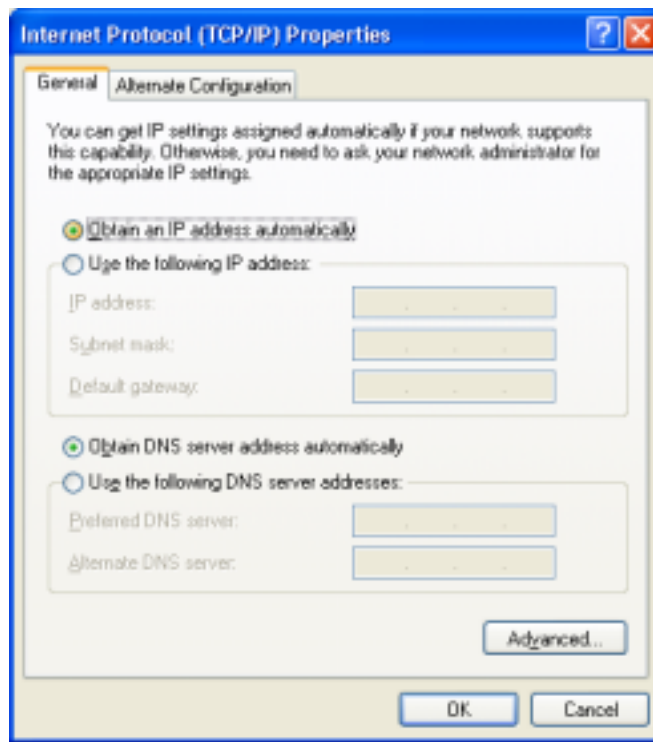 Internet Protocol (TCP/IP) Properties
General
Alternate Configuration
You can get IP settings assigned automatically if your network supports
this capability. Otherwise, you need to ask your network administrator for
the appropriate IP settings.
Obtain an IP address automatically
Use the following IP address:
IP address:
Subnet mask:
Default gateway:
Obtain DNS server address automatically
Use the following DNS server addresses:
Preferred DNS server:
Alternate DNS server:
Advanced...
OK
Cancel